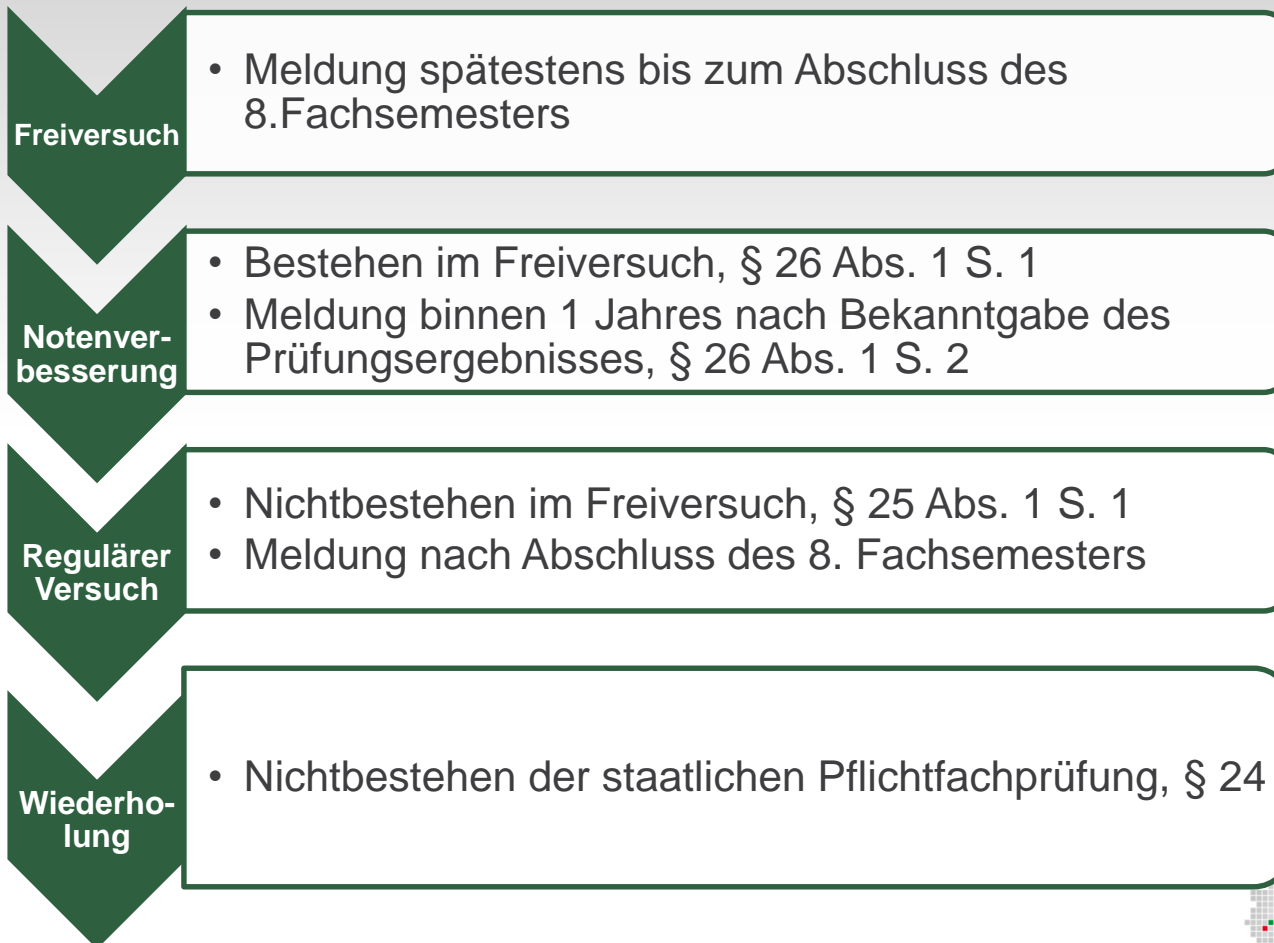 Freiversuch
• Meldung spätestens bis zum Abschluss des
8.Fachsemesters
Notenver-
besserung
• Bestehen im Freiversuch, § 26 Abs. 1 S. 1
• Meldung binnen 1 Jahres nach Bekanntgabe des
Prüfungsergebnisses, § 26 Abs. 1 S. 2
Regulärer
Versuch
• Nichtbestehen im Freiversuch, § 25 Abs. 1 S. 1
• Meldung nach Abschluss des 8. Fachsemesters
Wiederho-
lung
• Nichtbestehen der staatlichen Pflichtfachprüfung, § 24